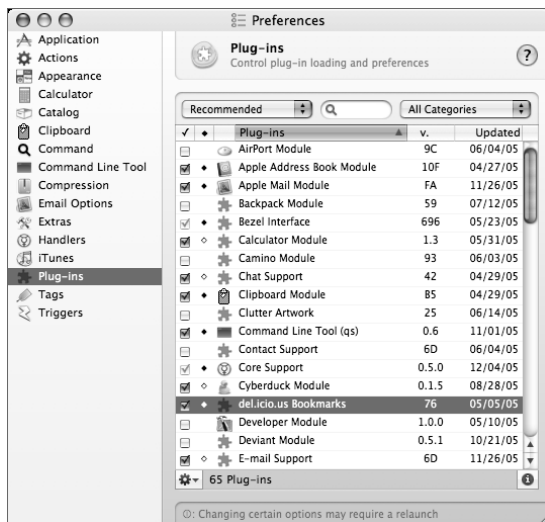 Preferences
Application
Actions
Appearance
Calculator
Catalog
Clipboard
Command
Command Line Tool
Compression
Email Options
Extras
Handlers
iTunes
Plug-ins
Tags
Triggers
Plug-ins
Control plug-in loading and preferences
?
Recommended All Categories
Plug-ins v. Updated
AirPort Module 9C 06/04/05
Apple Address Book Module 10F 04/27/05
Apple Mail Module FA 11/26/05
Backpack Module 59 07/12/05
Bezel Interface 696 05/23/05
Calculator Module 1.3 05/31/05
Camino Module 93 06/03/05
Chat Support 42 04/29/05
Clipboard Module B5 04/29/05
Clutter Artwork 25 06/14/05
Command Line Tool (qs) 0.6 11/01/05
Contact Support 6D 06/04/05
Core Support 0.5.0 12/04/05
Cyberduck Module 0.1.5 08/28/05
del.icio.us Bookmarks 76 05/05/05
Developer Module 1.0.0 05/10/05
Deviant Module 0.5.1 10/21/05
E-mail Support 6D 11/26/05
65 Plug-ins
: Changing certain options may require a relaunch